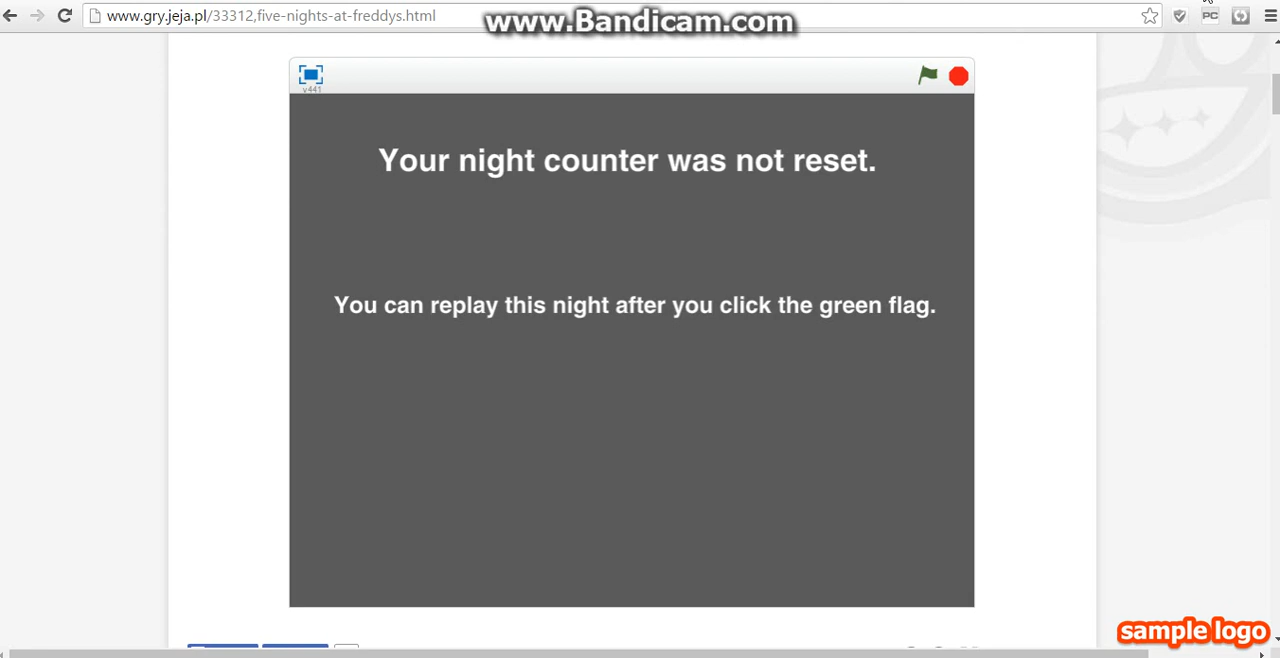 www.gry.jeja.pl/33312,five-nights-at-freddys.html
www.Bandicam.com
PC
v441
Your night counter was not reset.
You can replay this night after you click the green flag.
sample logo